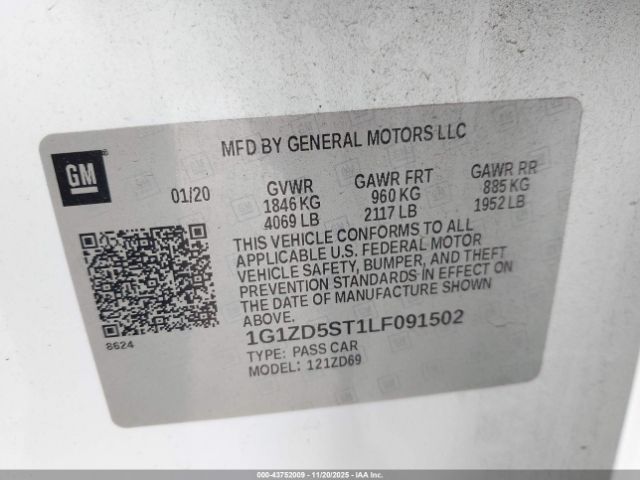 GM
MFD BY GENERAL MOTORS LLC
01/20
GVWR GAWR FRT GAWR RR
1846 KG 960 KG 885 KG
4069 LB 2117 LB 1952 LB
THIS VEHICLE CONFORMS TO ALL
APPLICABLE U.S. FEDERAL MOTOR
VEHICLE SAFETY, BUMPER, AND THEFT
PREVENTION STANDARDS IN EFFECT ON
THE DATE OF MANUFACTURE SHOWN
ABOVE.
8624
1G1ZD5ST1LF091502
TYPE: PASS CAR
MODEL: 121ZD69
000-43752009 - 11/20/2025 - IAAI.COM